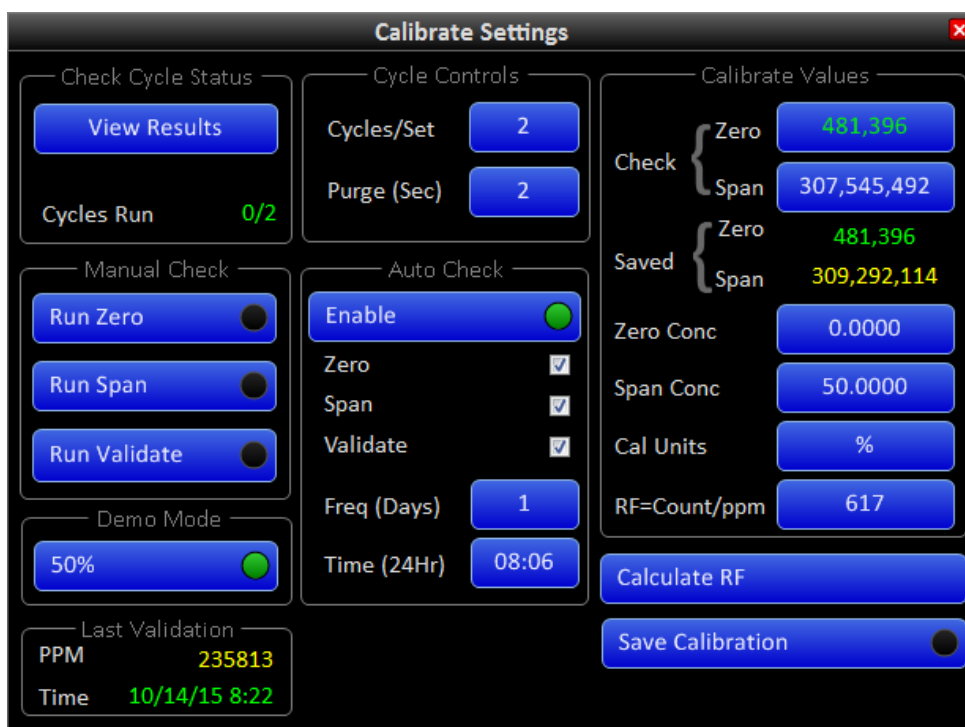 Calibrate Settings
Check Cycle Status
View Results
Cycles Run 0/2
Manual Check
Run Zero
Run Span
Run Validate
Demo Mode
50%
Last Validation
PPM 235813
Time 10/14/15 8:22
Cycle Controls
Cycles/Set 2
Purge (Sec) 2
Auto Check
Enable
Zero
Span
Validate
Freq (Days) 1
Time (24Hr) 08:06
Calibrate Values
Check
Zero 481,396
Span 307,545,492
Saved
Zero 481,396
Span 309,292,114
Zero Conc 0.0000
Span Conc 50.0000
Cal Units %
RF=Count/ppm 617
Calculate RF
Save Calibration